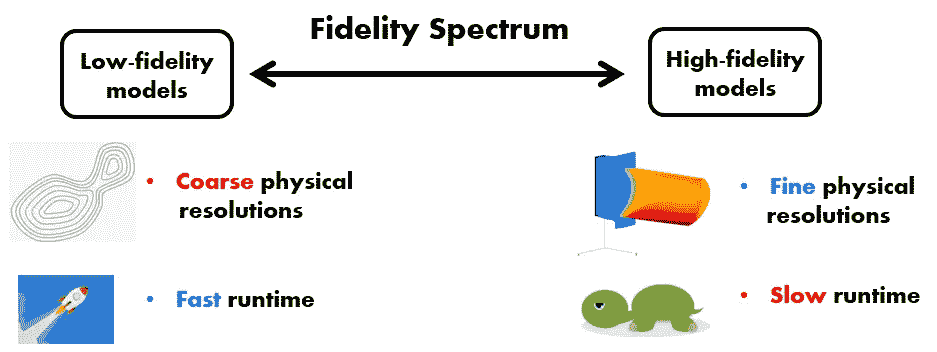 Fidelity Spectrum
Low-fidelity
models
High-fidelity
models
• Coarse physical
resolutions
• Fast runtime
• Fine physical
resolutions
• Slow runtime